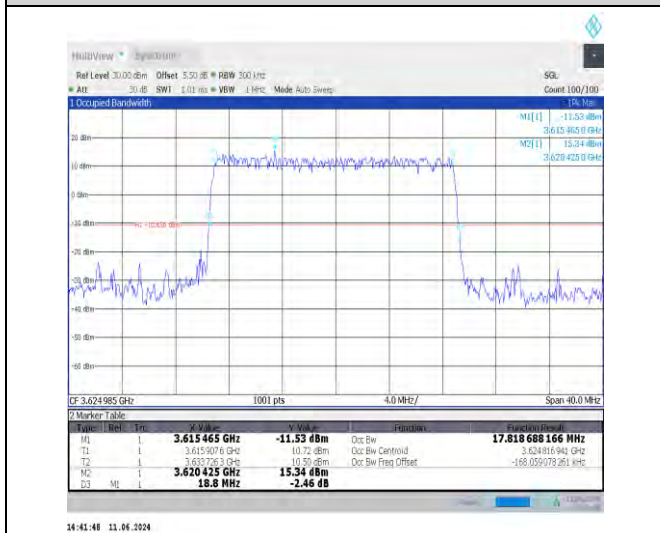 MultiView Spectrum
Ref Level 30.00 dBm Offset 5.50 dB RBW 300 kHz SGL
Att 30 dB SWT 1.01 ms VBW 1 MHz Mode Auto Sweep Count 100/100
1 Occupied Bandwidth 1Pk Max
M1[1] -11.53 dBm
3.615 465 0 GHz
M2[1] 15.34 dBm
3.620 425 0 GHz
20 dBm
10 dBm
0 dBm
-10 dBm
-20 dBm
-30 dBm
-40 dBm
-50 dBm
-60 dBm
CF 3.624 985 GHz 1001 pts 4.0 MHz/ Span 40.0 MHz
2 Marker Table
Type Ref Trc X-Value Y-Value Function Function Result
M1 1 3.615 465 GHz -11.53 dBm Occ Bw 17.818 688 166 MHz
T1 1 3.615 907 6 GHz 10.72 dBm Occ Bw Centroid 3.624 816 941 GHz
T2 1 3.633 726 3 GHz 10.50 dBm Occ Bw Freq Offset -168.059 078 261 kHz
M2 1 3.620 425 GHz 15.34 dBm
D3 M1 1 18.8 MHz -2.46 dB
14:41:48 11.06.2024